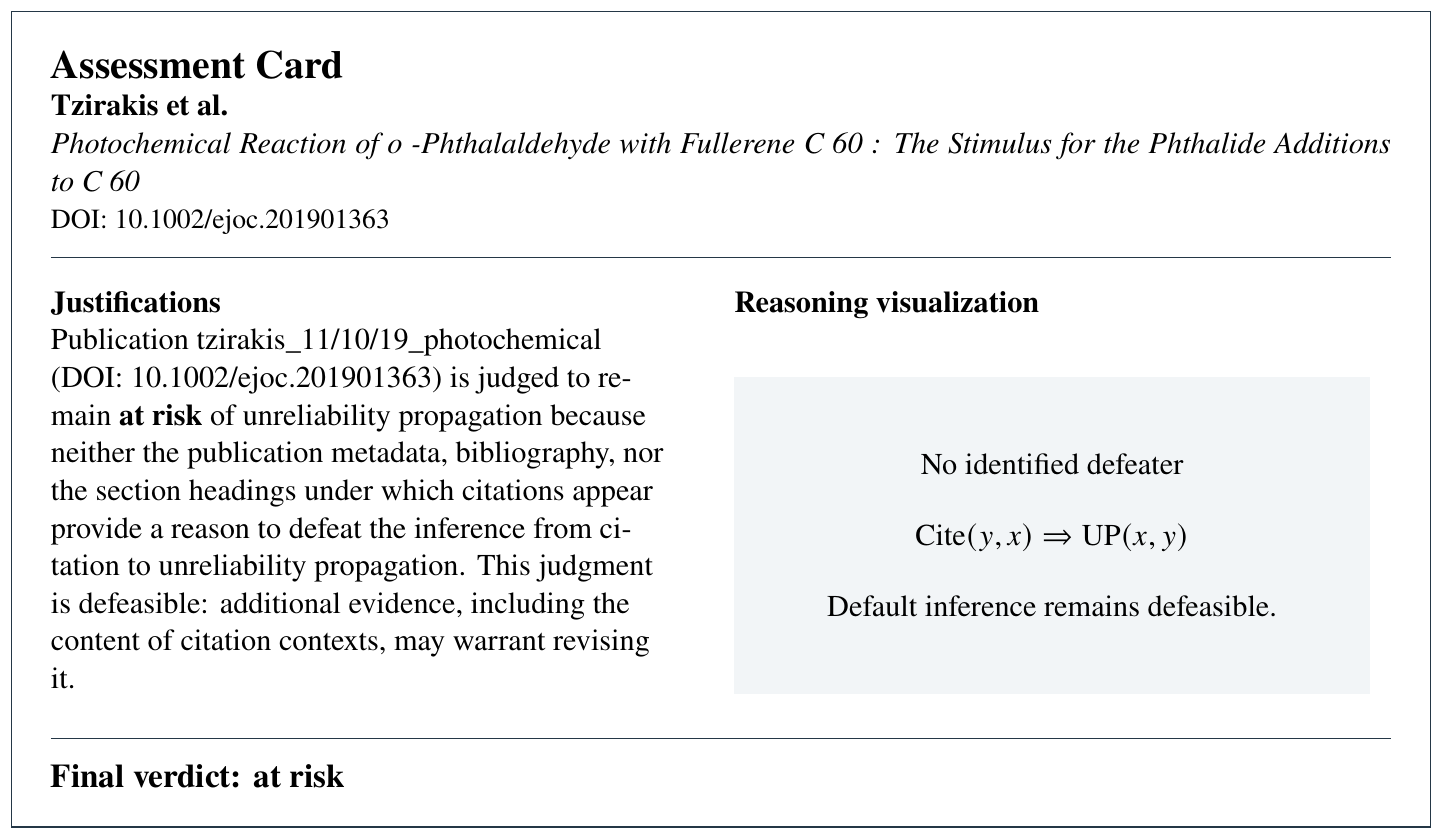 Assessment Card
Tzirakis et al.
Photochemical Reaction of o -Phthalaldehyde with Fullerene C 60 : The Stimulus for the Phthalide Additions
to C 60
DOI: 10.1002/ejoc.201901363
Justifications
Publication tzirakis_11/10/19_photochemical
(DOI: 10.1002/ejoc.201901363) is judged to re-
main at risk of unreliability propagation because
neither the publication metadata, bibliography, nor
the section headings under which citations appear
provide a reason to defeat the inference from ci-
tation to unreliability propagation. This judgment
is defeasible: additional evidence, including the
content of citation contexts, may warrant revising
it.
Reasoning visualization
No identified defeater
Cite(y, x) ⟹ UP(x, y)
Default inference remains defeasible.
Final verdict: at risk